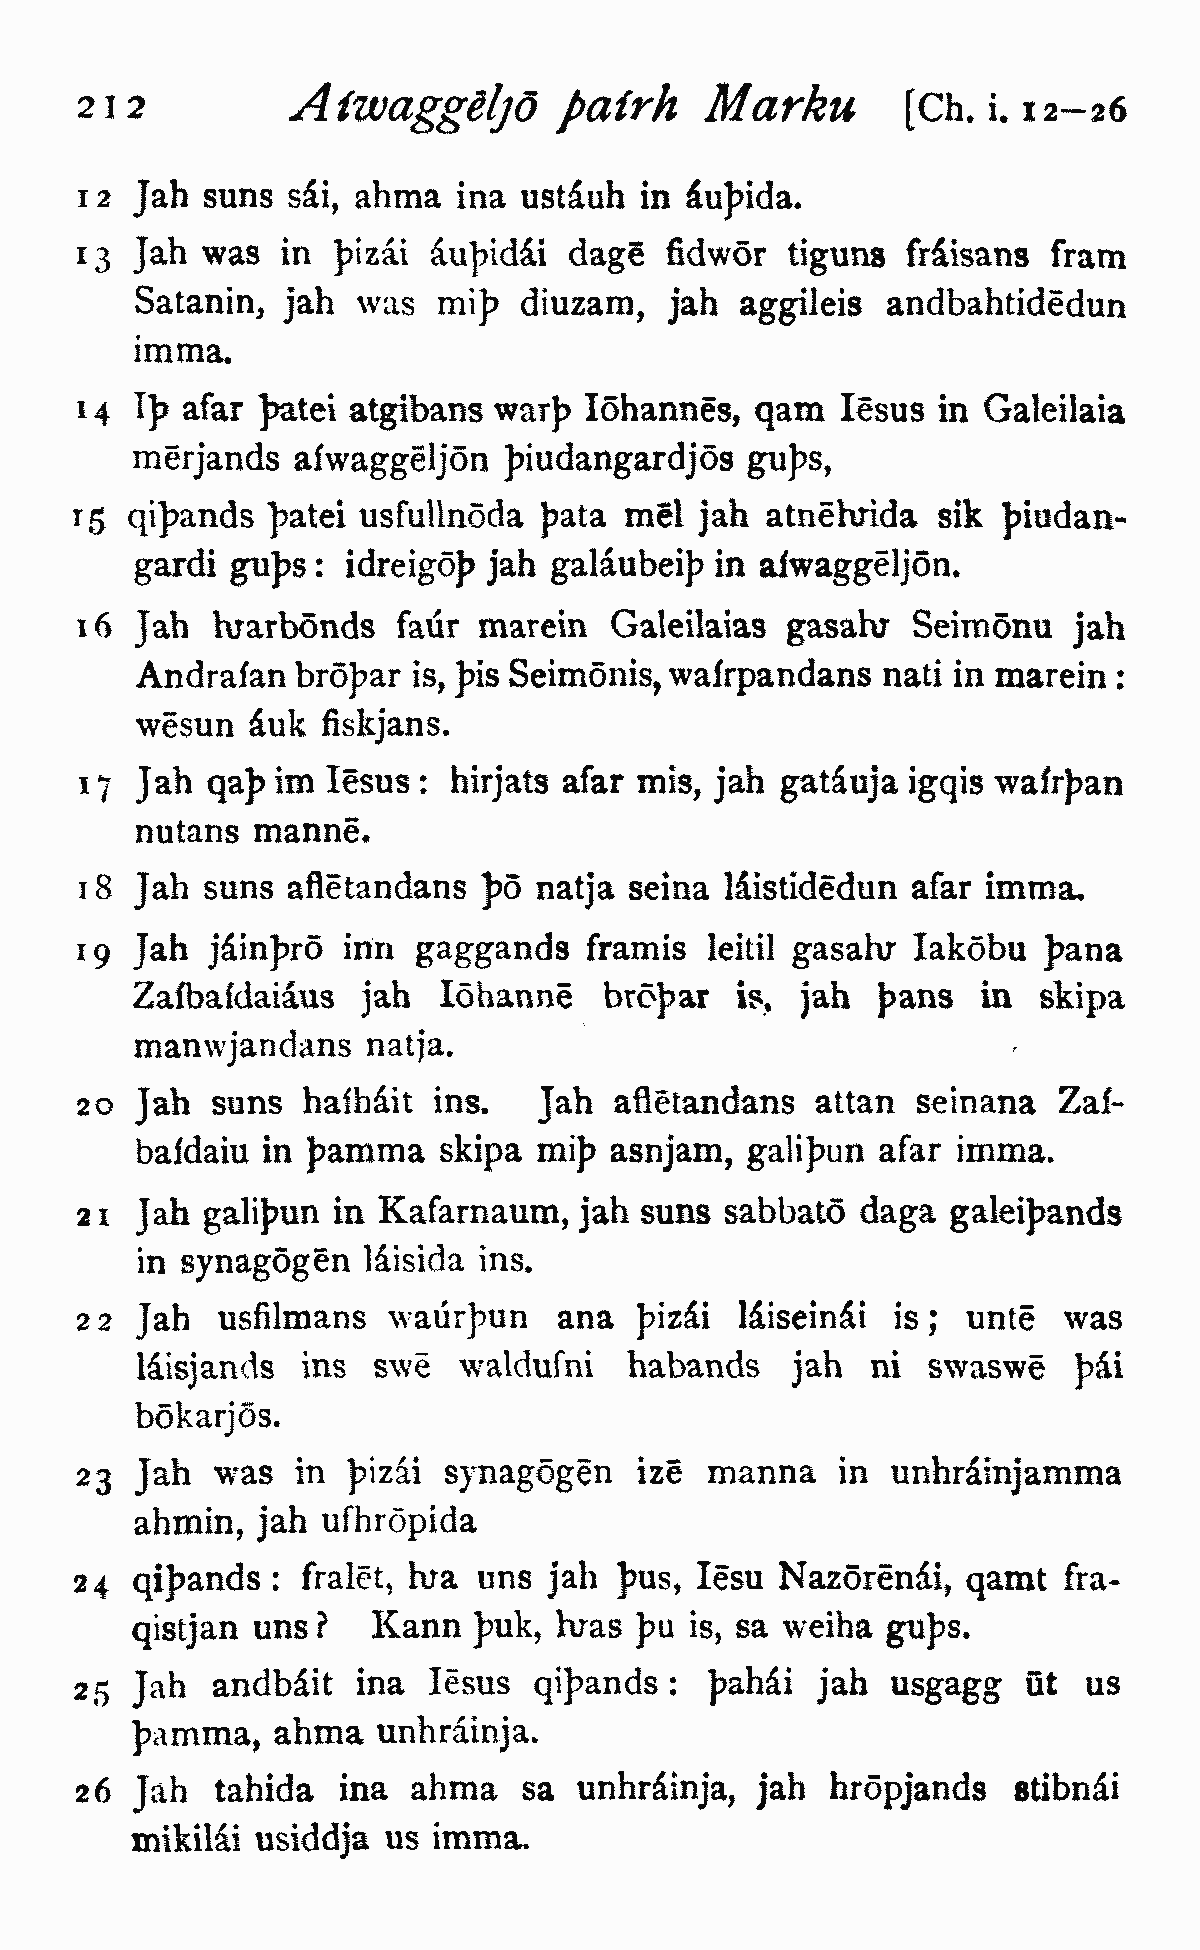 212 Aíwaggēljō þaírh Marku [Ch. i. 12–26
12 Jah suns sái, ahma ina ustáuh in áuþida.
13 Jah was in þizái áuþidái dagē fidwōr tiguns fráisans fram
Satanin, jah was miþ diuzam, jah aggileis andbahtidēdun
imma.
14 Iþ afar þatei atgibans warþ Iōhannēs, qam Iēsus in Galeilaia
mērjands aíwaggēljōn þiudangardjōs guþs,
15 qiþands þatei usfullnōda þata mēl jah atnēƕida sik þiudan-
gardi guþs: idreigōþ jah galáubeiþ in aíwaggēljōn.
16 Jah ƕarbōnds faúr marein Galeilaias gasaƕ Seimōnu jah
Andraían brōþar is, þis Seimōnis, waírpandans nati in marein:
wēsun áuk fiskjans.
17 Jah qaþ im Iēsus: hirjats afar mis, jah gatáuja igqis waírþan
nutans mannē.
18 Jah suns aflētandans þō natja seina láistidēdun afar imma.
19 Jah jáinþrō inn gaggands framis leitil gasaƕ Iakōbu þana
Zaíbaídaiáus jah Iōhannē brōþar is, jah þans in skipa
manwjandans natja.
20 Jah suns haíháit ins. Jah aflētandans attan seinana Zaí-
baídaiu in þamma skipa miþ asnjam, galiþun afar imma.
21 Jah galiþun in Kafarnaum, jah suns sabbatō daga galeiþands
in synagōgēn láisida ins.
22 Jah usfilmans waúrþun ana þizái láiseinái is; untē was
láisjands ins swē waldufni habands jah ni swaswē þái
bōkarjōs.
23 Jah was in þizái synagōgēn izē manna in unhráinjamma
ahmin, jah ufhrōpida
24 qiþands: fralēt, ƕa uns jah þus, Iēsu Nazōrēnái, qamt fra-
qistjan uns? Kann þuk, ƕas þu is, sa weiha guþs.
25 Jah andbáit ina Iēsus qiþands: þahái jah usgagg ūt us
þamma, ahma unhráinja.
26 Jah tahida ina ahma sa unhráinja, jah hrōpjands stibnái
mikilái usiddja us imma.